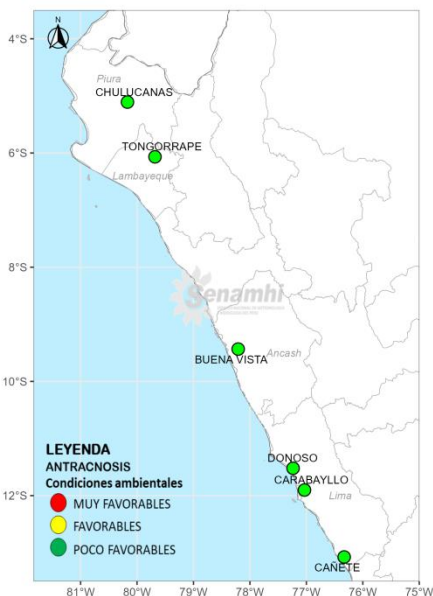 4°S
N
Piura
CHULUCANAS
6°S
TONGORRAPE
Lambayeque
8°S
Senamhi
BUENA VISTA
Ancash
10°S
LEYENDA
ANTRACNOSIS
Condiciones ambientales
MUY FAVORABLES
FAVORABLES
POCO FAVORABLES
DONOSO
CARABAYLLO
Lima
12°S
CAÑETE
81°W 80°W 79°W 78°W 77°W 76°W 75°W